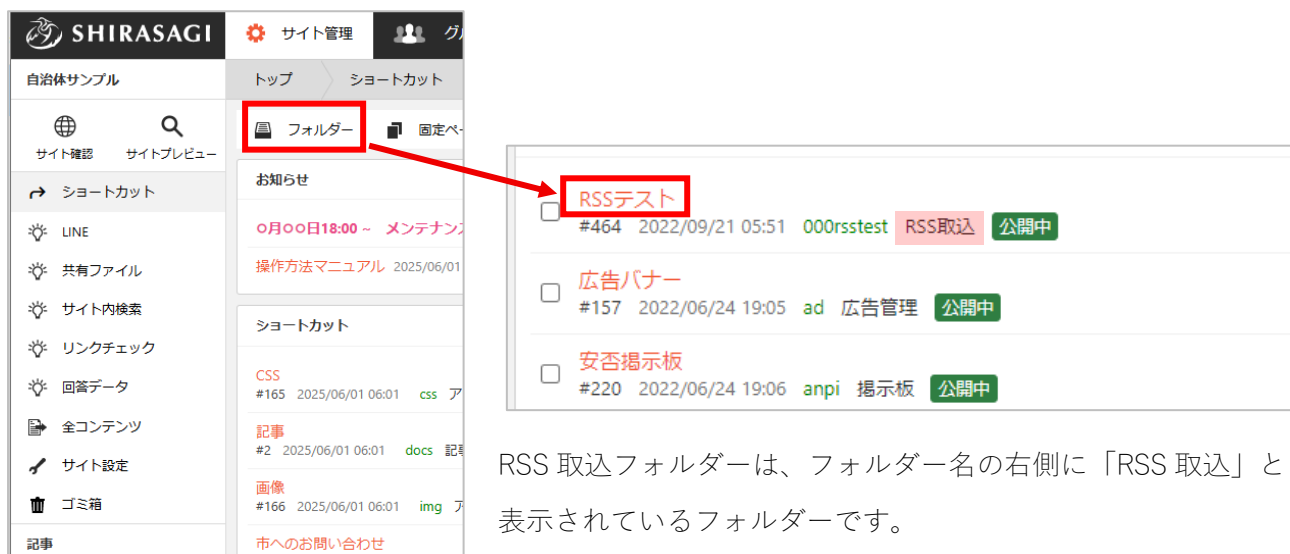 SHIRASAGI
サイト管理
自治体サンプル
トップ ショートカット
フォルダー 固定ペー
サイト確認 サイトプレビュー
ショートカット
LINE
共有ファイル
サイト内検索
リンクチェック
回答データ
全コンテンツ
サイト設定
ゴミ箱
記事
お知らせ
○月○○日18:00 ~ メンテナン
操作方法マニュアル 2025/06/01
ショートカット
CSS
#165 2025/06/01 06:01 css ア
記事
#2 2025/06/01 06:01 docs 記事
画像
#166 2025/06/01 06:01 img
市へのお問い合わせ
RSSテスト
#464 2022/09/21 05:51 000rsstest RSS取込 公開中
広告バナー
#157 2022/06/24 19:05 ad 広告管理 公開中
安否掲示板
#220 2022/06/24 19:06 anpi 掲示板 公開中
RSS 取込フォルダーは、フォルダー名の右側に「RSS 取込」と
表示されているフォルダーです。